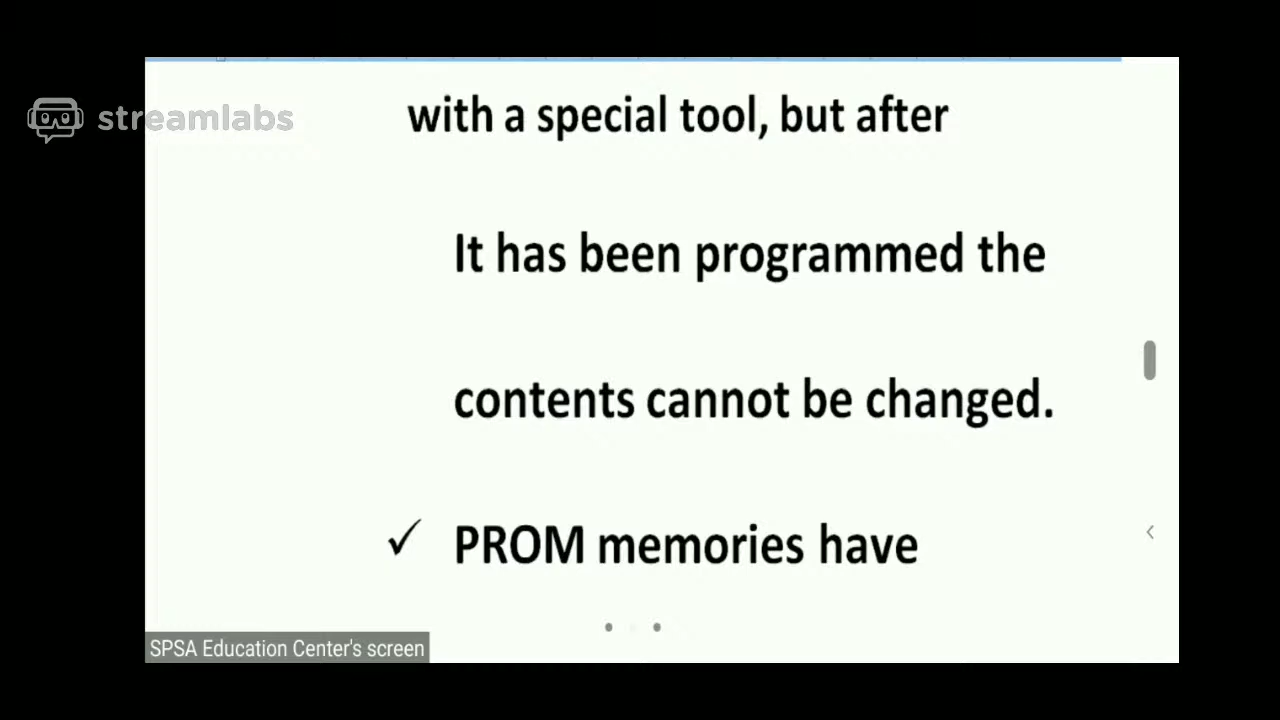 streamlabs
with a special tool, but after
It has been programmed the
contents cannot be changed.
✓ PROM memories have
SPSA Education Center's screen